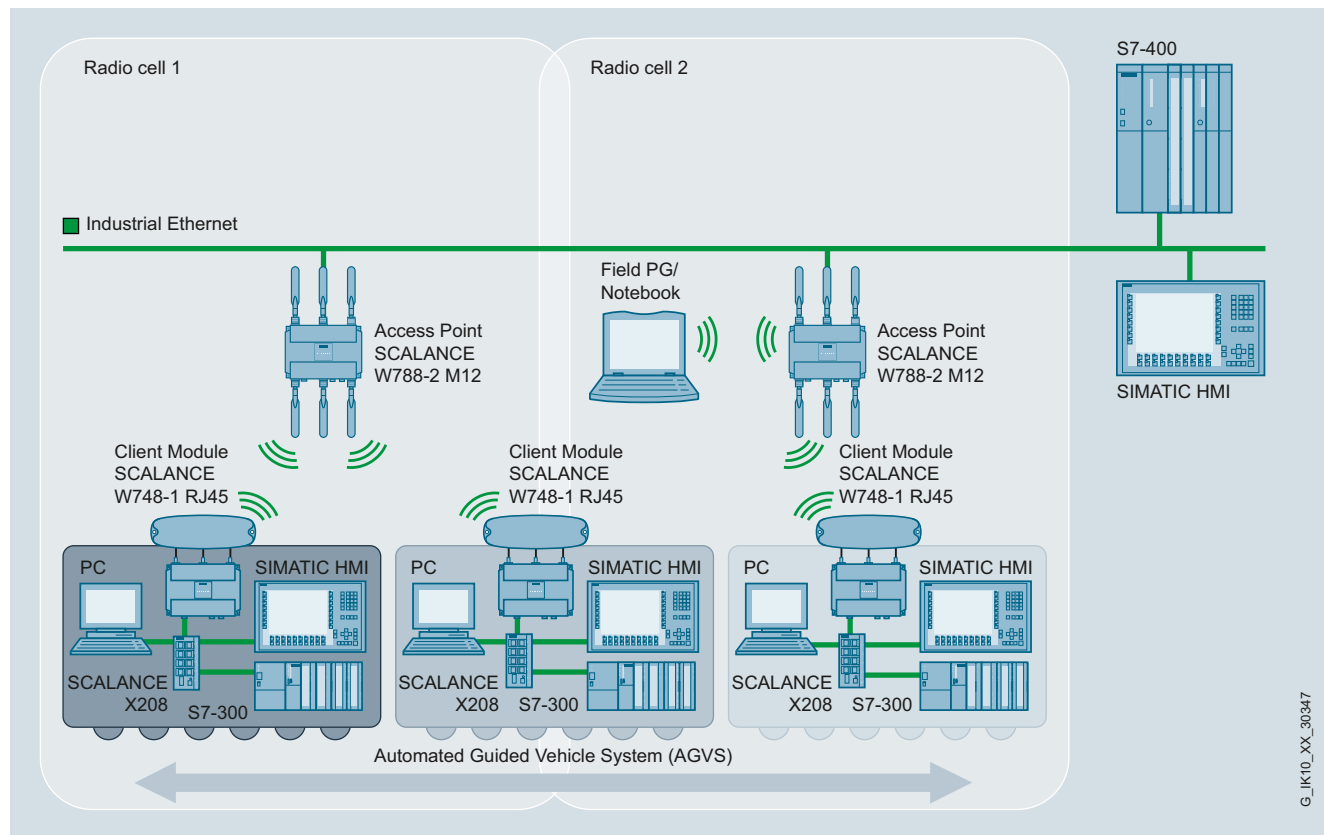 Radio cell 1
Radio cell 2
S7-400
Industrial Ethernet
Field PG/
Notebook
Access Point
SCALANCE
W788-2 M12
Access Point
SCALANCE
W788-2 M12
SIMATIC HMI
Client Module
SCALANCE
W748-1 RJ45
Client Module
SCALANCE
W748-1 RJ45
Client Module
SCALANCE
W748-1 RJ45
PC
SIMATIC HMI
SCALANCE
X208
S7-300
PC
SIMATIC HMI
SCALANCE
X208
S7-300
PC
SIMATIC HMI
SCALANCE
X208
S7-300
Automated Guided Vehicle System (AGVS)
G_IK10_XX_30347